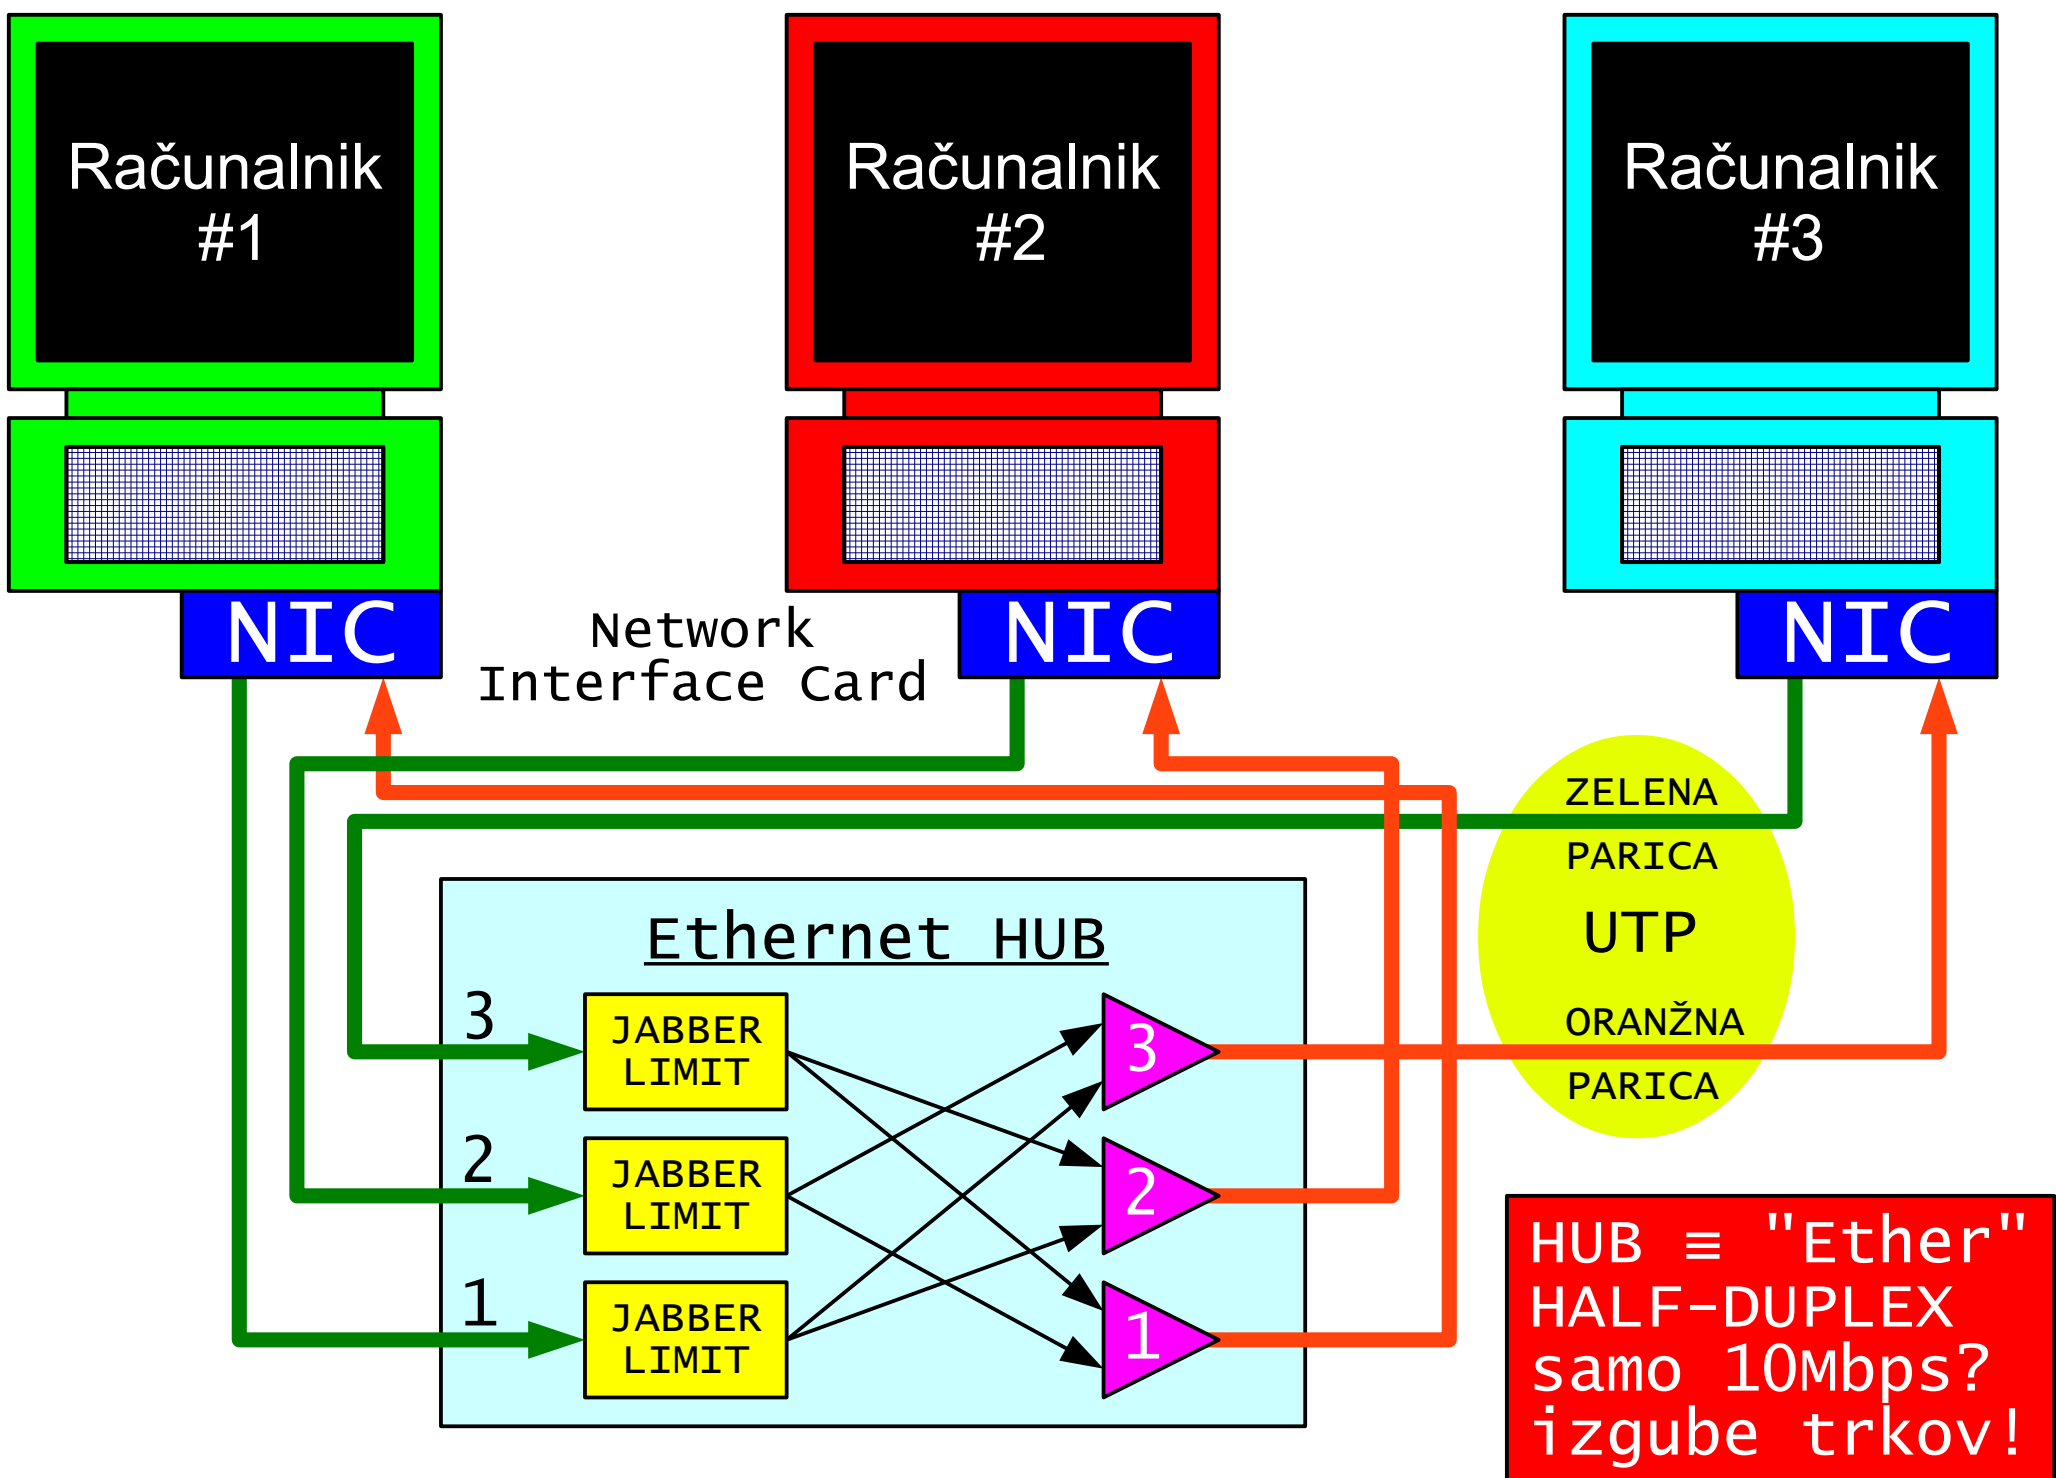 Računalnik
#1
Računalnik
#2
Računalnik
#3
NIC
Network
Interface Card
NIC
NIC
ZELENA
PARICA
UTP
ORANŽNA
PARICA
Ethernet HUB
3
JABBER
LIMIT
3
2
JABBER
LIMIT
2
1
JABBER
LIMIT
1
HUB ≡ "Ether"
HALF-DUPLEX
samo 10Mbps?
izgube trkov!